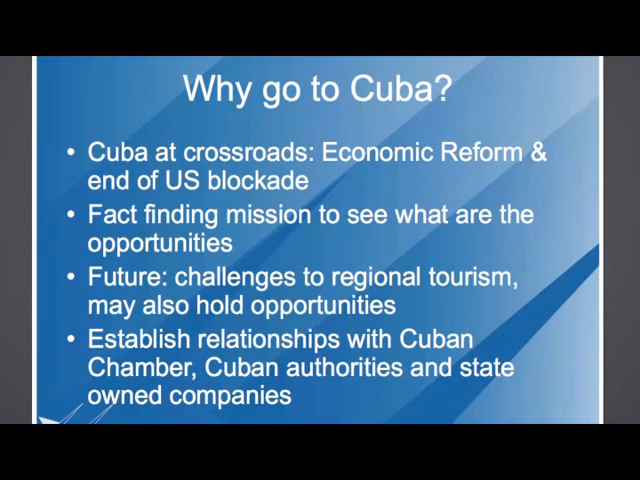 Why go to Cuba?
• Cuba at crossroads: Economic Reform &
end of US blockade
• Fact finding mission to see what are the
opportunities
• Future: challenges to regional tourism,
may also hold opportunities
• Establish relationships with Cuban
Chamber, Cuban authorities and state
owned companies